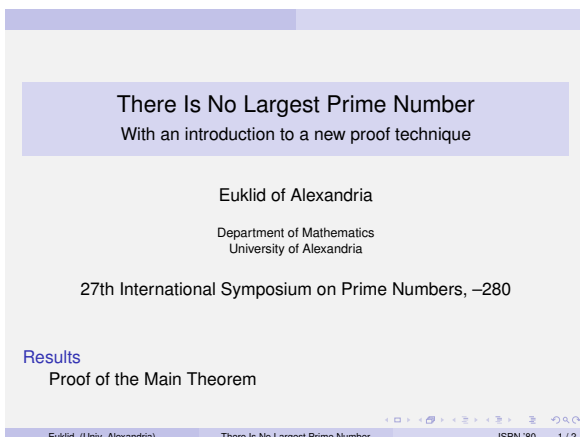 There Is No Largest Prime Number
With an introduction to a new proof technique
Euklid of Alexandria
Department of Mathematics
University of Alexandria
27th International Symposium on Prime Numbers, –280
Results
Proof of the Main Theorem
Euklid (Univ. Alexandria) There Is No Largest Prime Number ISPN ’80 1 / 2